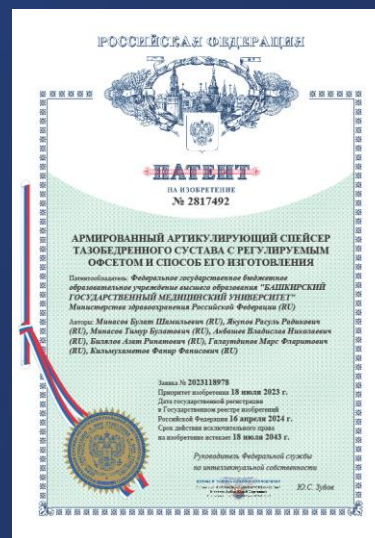 РОССИЙСКАЯ ФЕДЕРАЦИЯ
ПАТЕНТ
НА ИЗОБРЕТЕНИЕ
№ 2817492
АРМИРОВАННЫЙ АРТИКУЛИРУЮЩИЙ СПЕЙСЕР
ТАЗОБЕДРЕННОГО СУСТАВА С РЕГУЛИРУЕМЫМ
ОФСЕТОМ И СПОСОБ ЕГО ИЗГОТОВЛЕНИЯ
Патентообладатель: Федеральное государственное бюджетное
образовательное учреждение высшего образования "БАШКИРСКИЙ
ГОСУДАРСТВЕННЫЙ МЕДИЦИНСКИЙ УНИВЕРСИТЕТ"
Министерства здравоохранения Российской Федерации (RU)
Авторы: Минасов Булат Шамильевич (RU), Якупов Расуль Радикович
(RU), Минасов Тимур Булатович (RU), Акбашев Владислав Николаевич
(RU), Билялов Азат Ринатович (RU), Гилаутдинов Марс Флоритович
(RU), Кильмухаметов Фанир Фанисович (RU)
Заявка № 2023118978
Приоритет изобретения 18 июля 2023 г.
Дата государственной регистрации
в Государственном реестре изобретений
Российской Федерации 16 апреля 2024 г.
Срок действия исключительного права
на изобретение истекает 18 июля 2043 г.
Руководитель Федеральной службы
по интеллектуальной собственности
Ю.С. Зубов